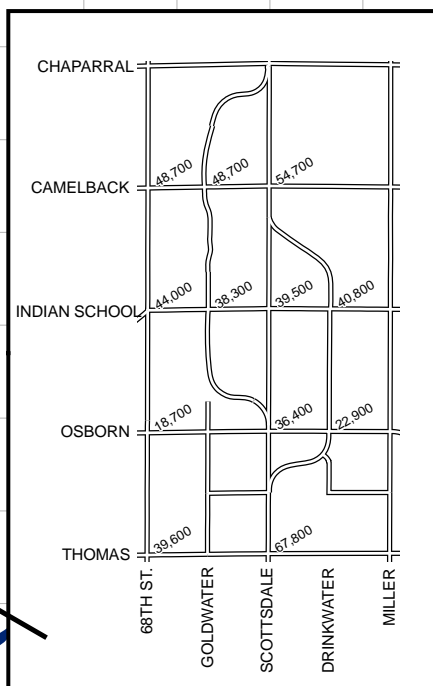 CHAPARRAL
48,700 48,700 54,700
CAMELBACK
44,000 38,300 39,500 40,800
INDIAN SCHOOL
18,700 36,400 22,900
OSBORN
39,600 67,800
THOMAS
68TH ST.
GOLDWATER
SCOTTSDALE
DRINKWATER
MILLER